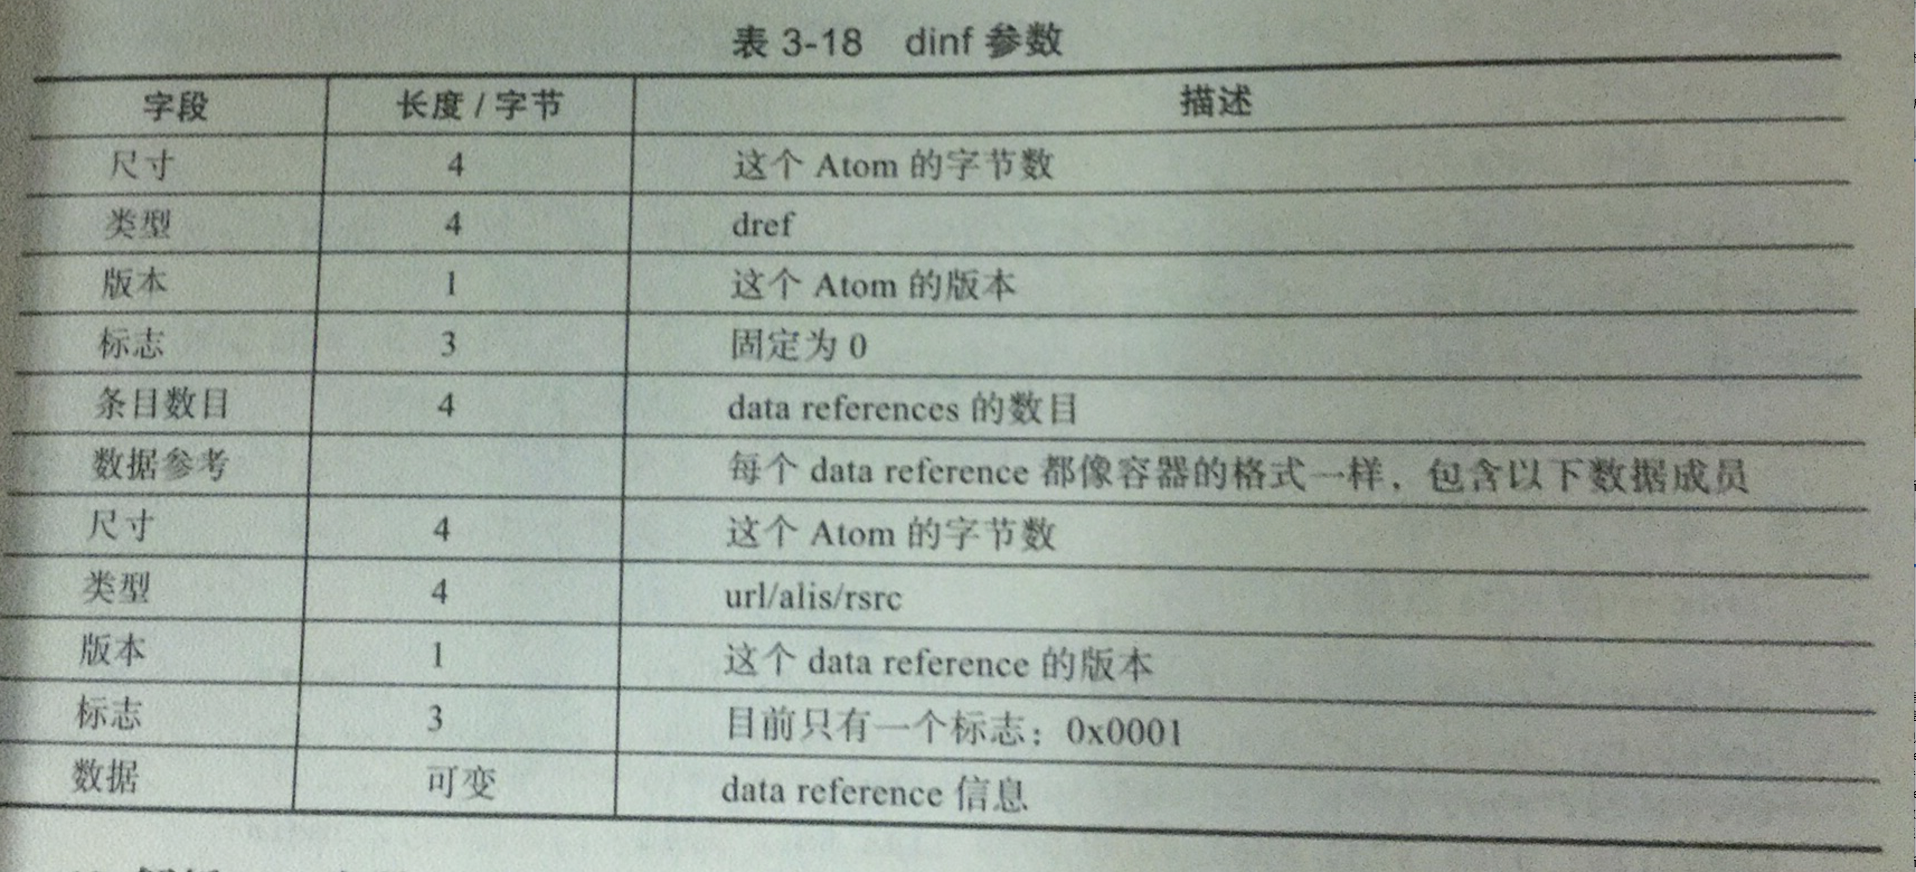 表 3-18 dinf 参数
字段 长度 / 字节 描述
尺寸 4 这个 Atom 的字节数
类型 4 dref
版本 1 这个 Atom 的版本
标志 3 固定为 0
条目数目 4 data references 的数目
数据参考 每个 data reference 都像容器的格式一样，包含以下数据成员
尺寸 4 这个 Atom 的字节数
类型 4 url/alis/rsrc
版本 1 这个 data reference 的版本
标志 3 目前只有一个标志：0x0001
数据 可变 data reference 信息